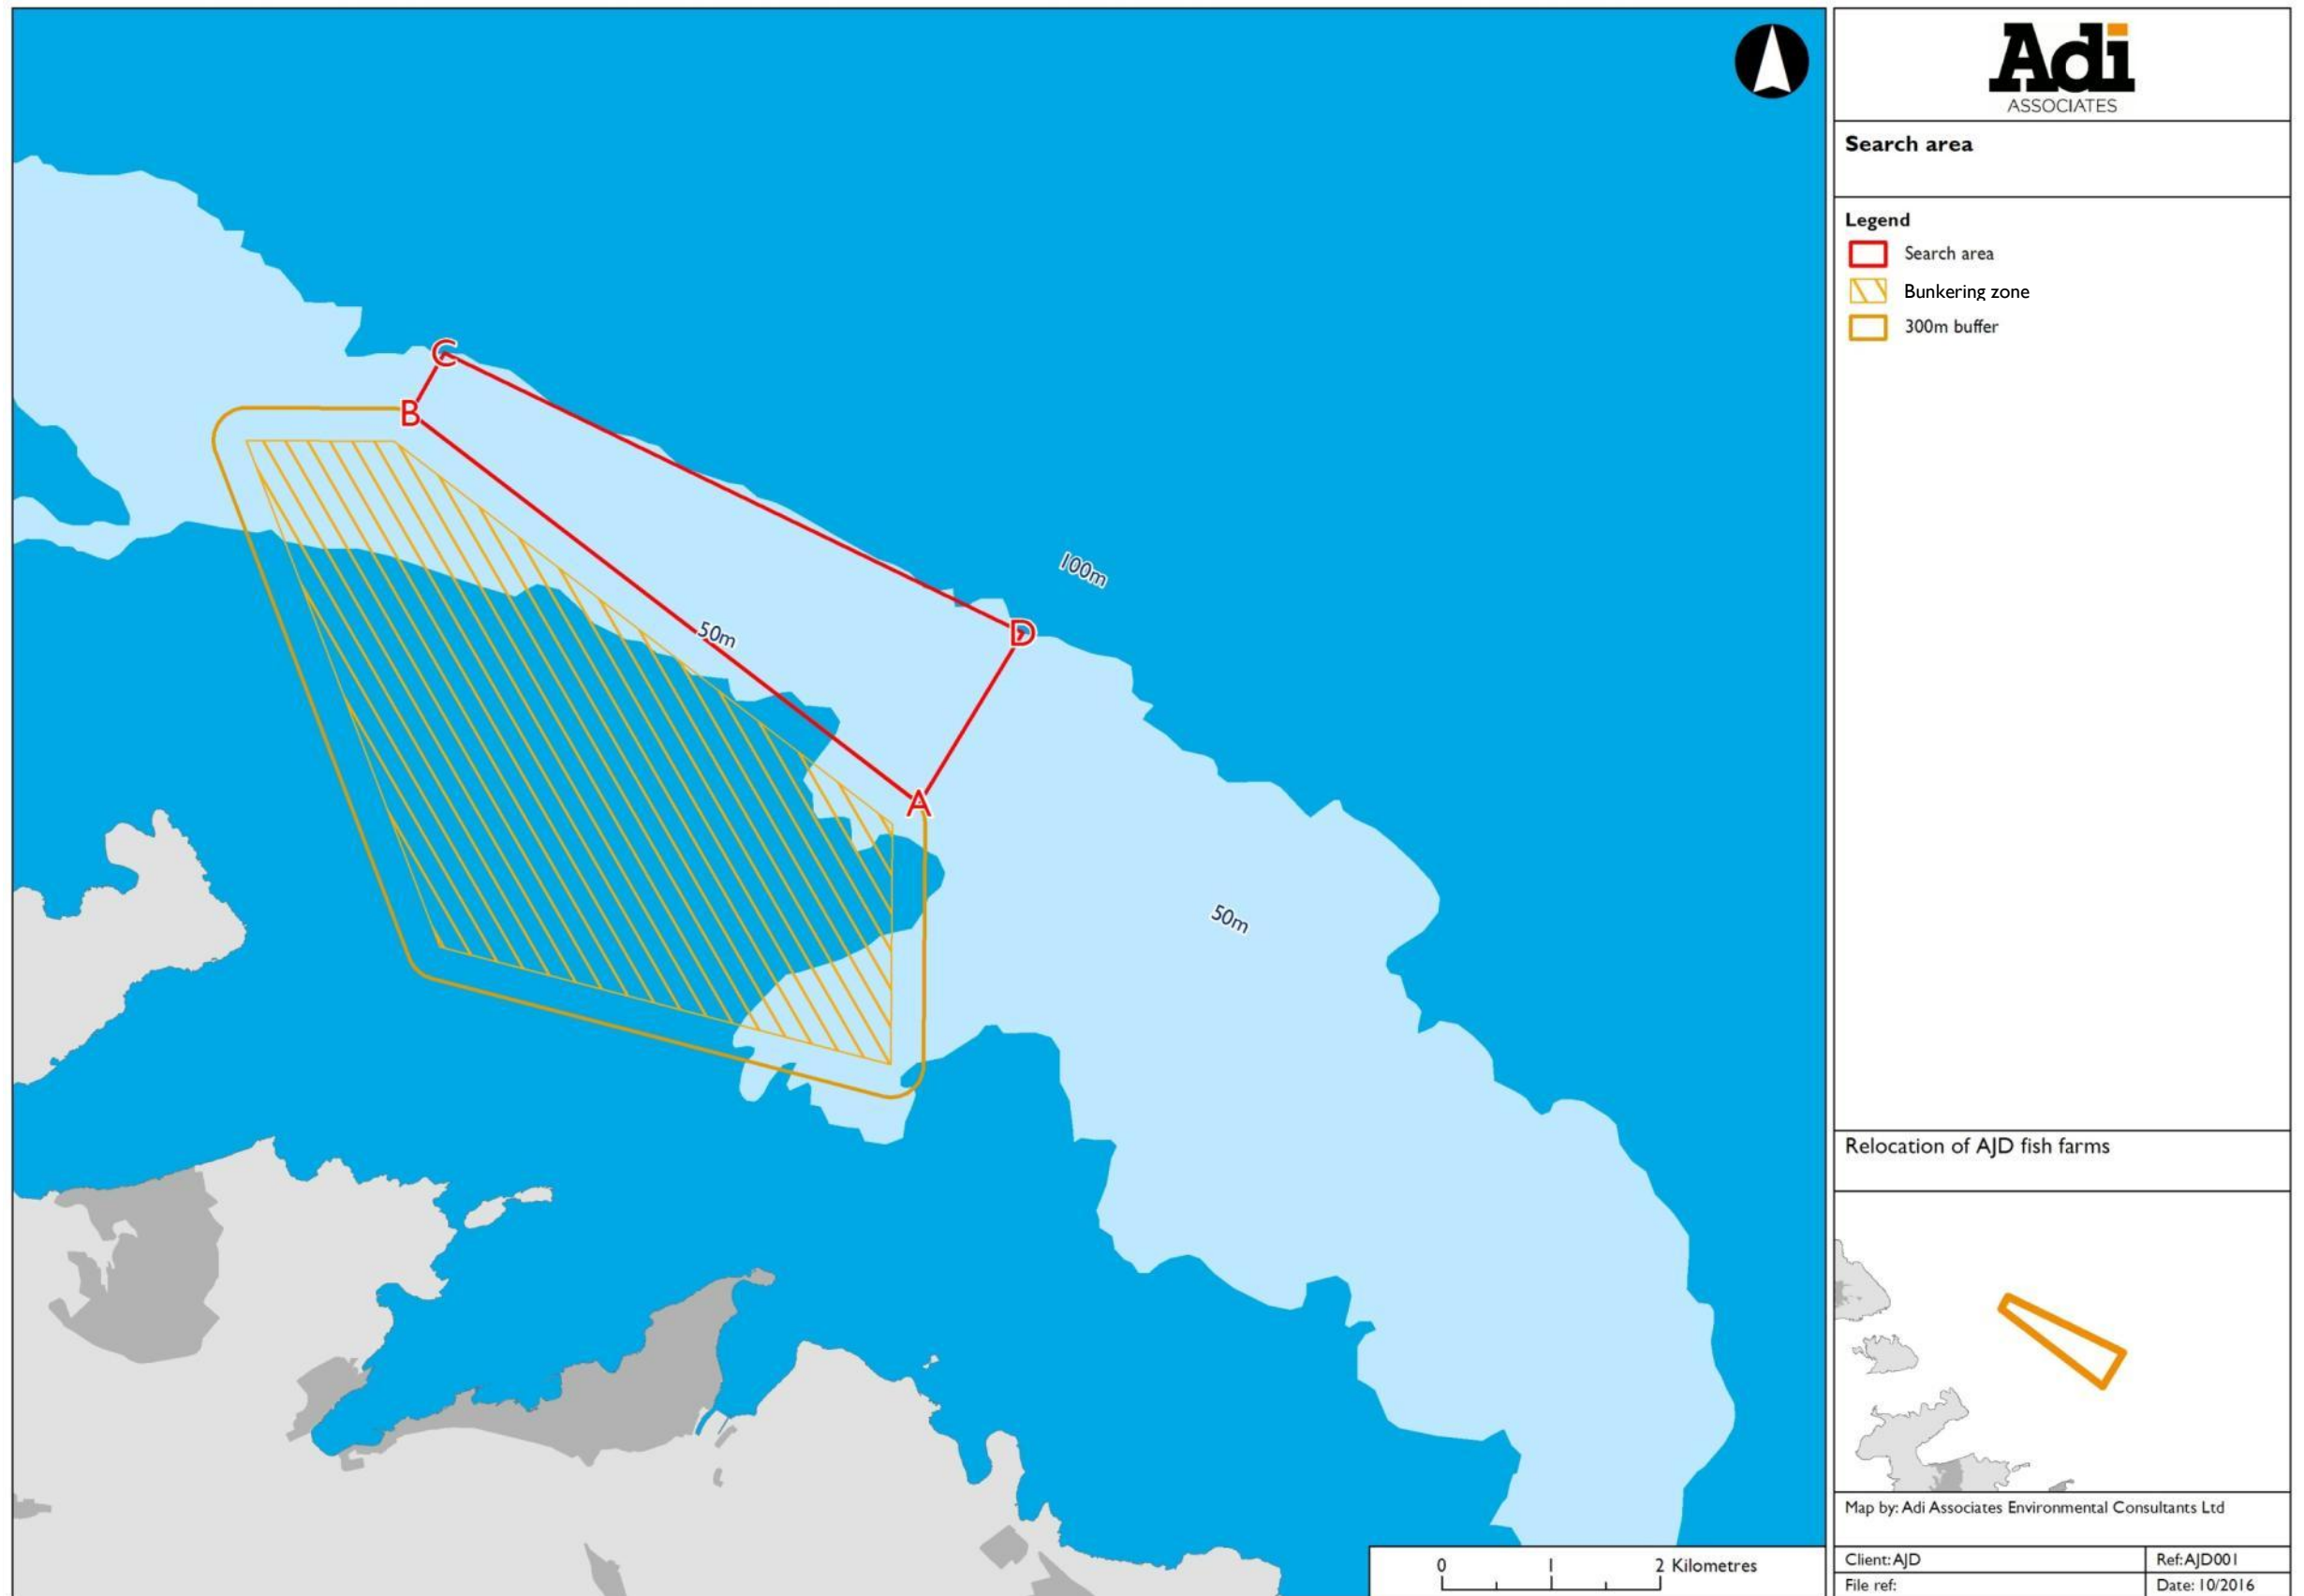 Adi
ASSOCIATES
Search area
Legend
Search area
Bunkering zone
300m buffer
C
B
100m
D
50m
A
50m
0 1 2 Kilometres
Relocation of AJD fish farms
Map by: Adi Associates Environmental Consultants Ltd
Client: AJD
Ref: AJD001
File ref:
Date: 10/2016